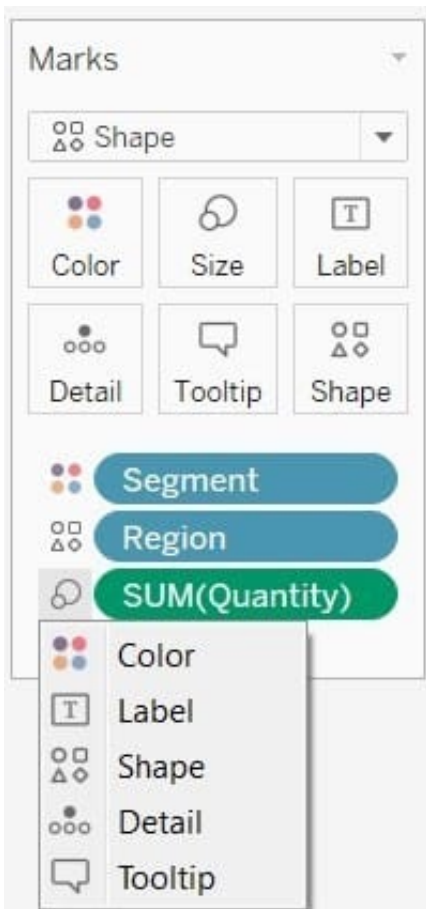 Marks
Shape
Color Size Label
Detail Tooltip Shape
Segment
Region
SUM(Quantity)
Color
Label
Shape
Detail
Tooltip